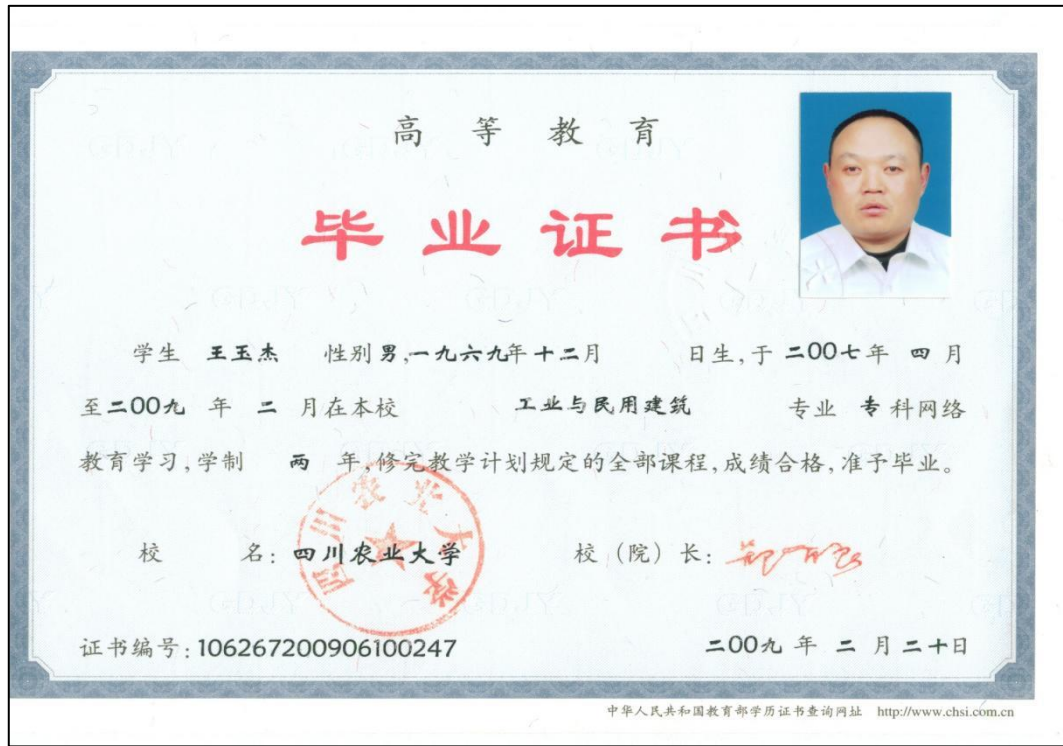 高等教育
毕业证书
学生 王玉杰 性别 男,一九六九年 十二月 日生,于 二00七年 四 月
至二00九 年 二 月在本校 工业与民用建筑 专业 专 科网络
教育学习,学制 两 年,修完教学计划规定的全部课程,成绩合格,准予毕业。
校 名: 四川农业大学 校 (院) 长:
四川农业大学
证书编号: 106267200906100247 二00九 年 二 月 二十日
中华人民共和国教育部学历证书查询网址 http://www.chsi.com.cn